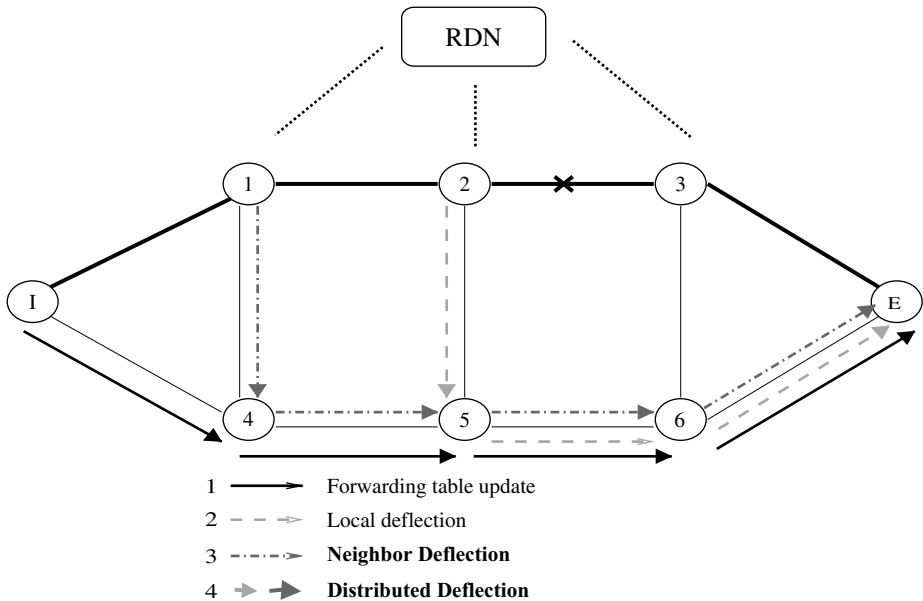 RDN
1 2 3
I E
4 5 6
1 Forwarding table update
2 Local deflection
3 Neighbor Deflection
4 Distributed Deflection